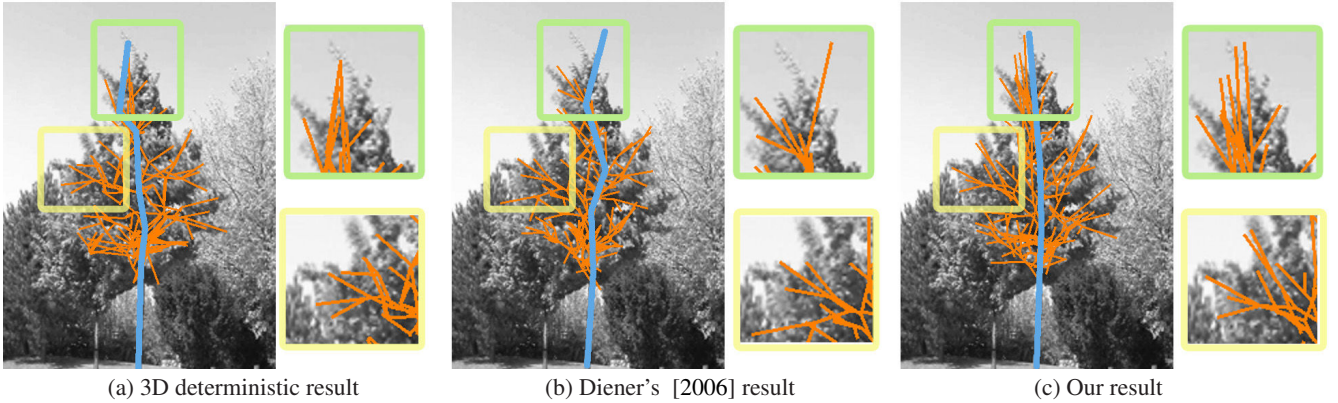 (a) 3D deterministic result
(b) Diener's [2006] result
(c) Our result